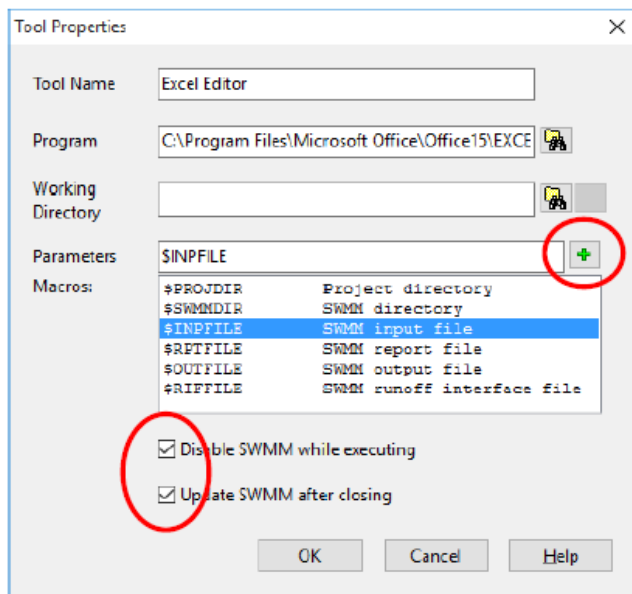 Tool Properties
Tool Name
Excel Editor
Program
C:\Program Files\Microsoft Office\Office15\EXCE
Working
Directory
Parameters
$INPFILE
Macros:
$PROJDIR Project directory
$SWMMDIR SWMM directory
$INPFILE SWMM input file
$RPTFILE SWMM report file
$OUTFILE SWMM output file
$RIFFILE SWMM runoff interface file
Disable SWMM while executing
Update SWMM after closing
OK Cancel Help